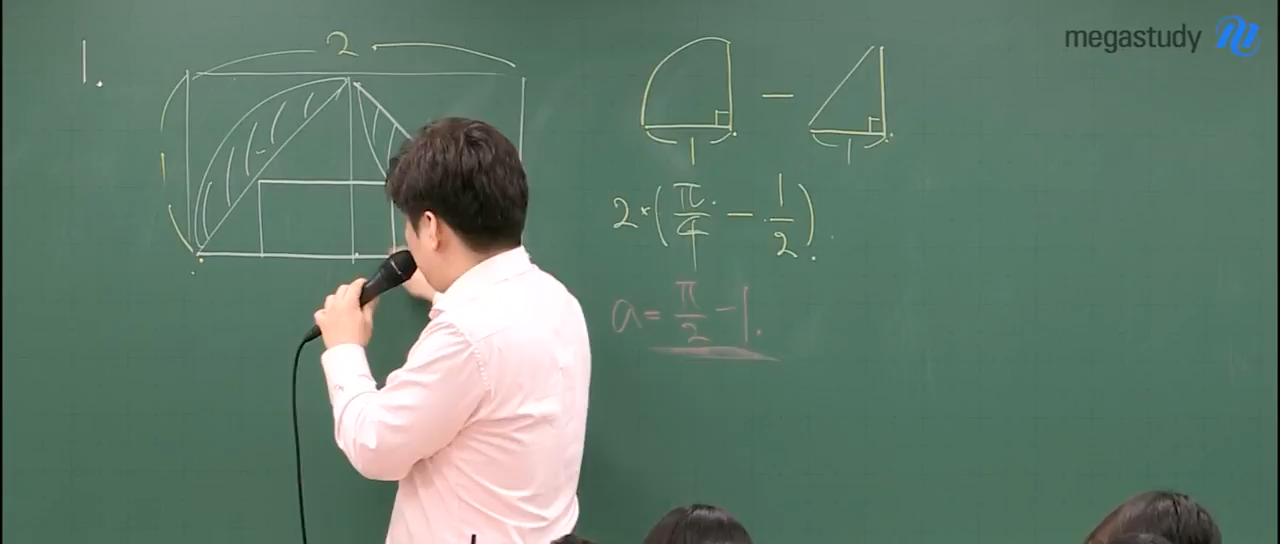 megastudy
1.
2
1
−
1
1
2×(π/4 − 1/2).
a = π/2 − 1.